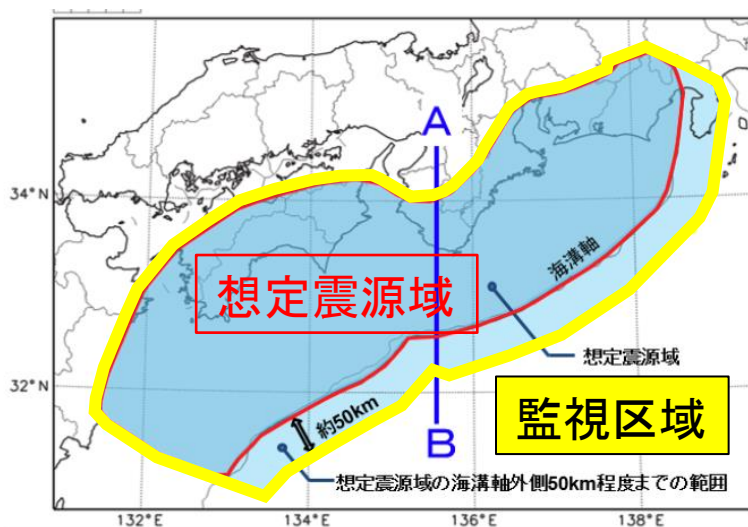 A
34°N
海溝軸
想定震源域
想定震源域
32°N
約50km
監視区域
B
想定震源域の海溝軸外側50km程度までの範囲
132°E
134°E
136°E
138°E